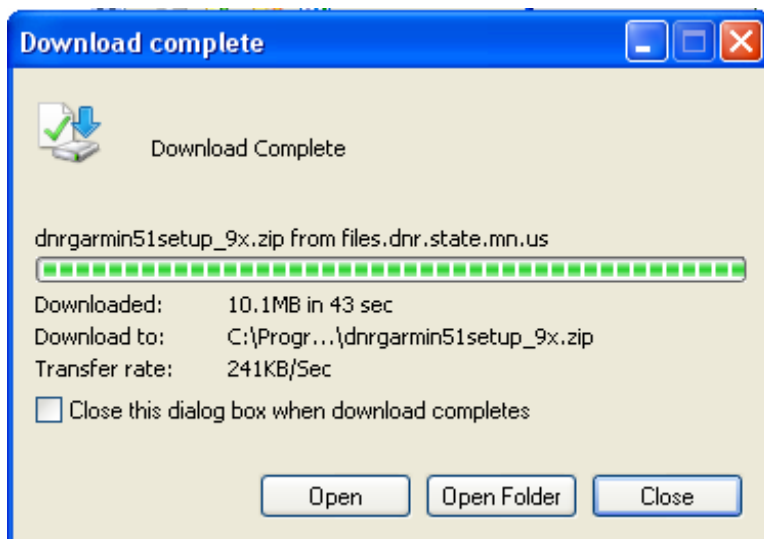 Download complete
Download Complete
dnrgarmin51setup_9x.zip from files.dnr.state.mn.us
Downloaded: 10.1MB in 43 sec
Download to: C:\Progr...\dnrgarmin51setup_9x.zip
Transfer rate: 241KB/Sec
Close this dialog box when download completes
Open Open Folder Close